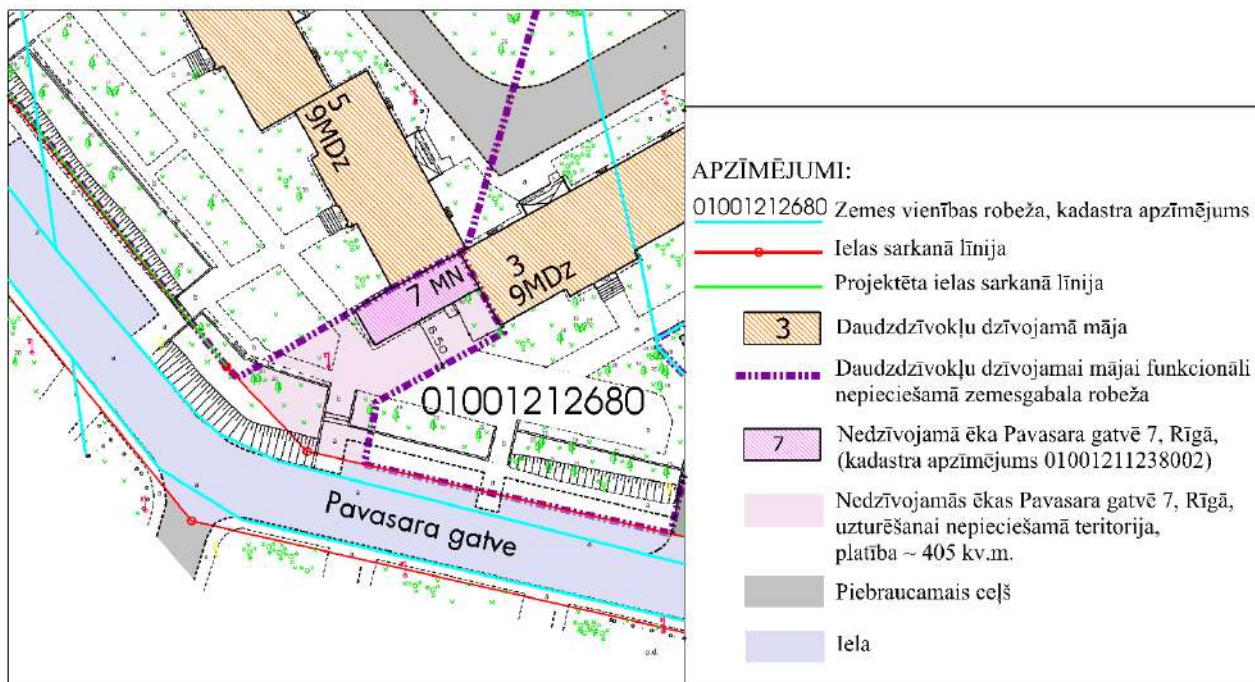 5
9MDz
7 MN
3
9MDz
6.50
01001212680
Pavasara gatve
p.d.
APZĪMĒJUMI:
01001212680 Zemes vienības robeža, kadastra apzīmējums
Ielas sarkanā līnija
Projektēta ielas sarkanā līnija
3 Daudzdzīvokļu dzīvojamā māja
Daudzdzīvokļu dzīvojamai mājai funkcionāli
nepieciešamā zemesgabala robeža
7 Nedzīvojamā ēka Pavasara gatvē 7, Rīgā,
(kadastra apzīmējums 01001211238002)
Nedzīvojamās ēkas Pavasara gatvē 7, Rīgā,
uzturēšanai nepieciešamā teritorija,
platība ~ 405 kv.m.
Piebraucamais ceļš
Iela